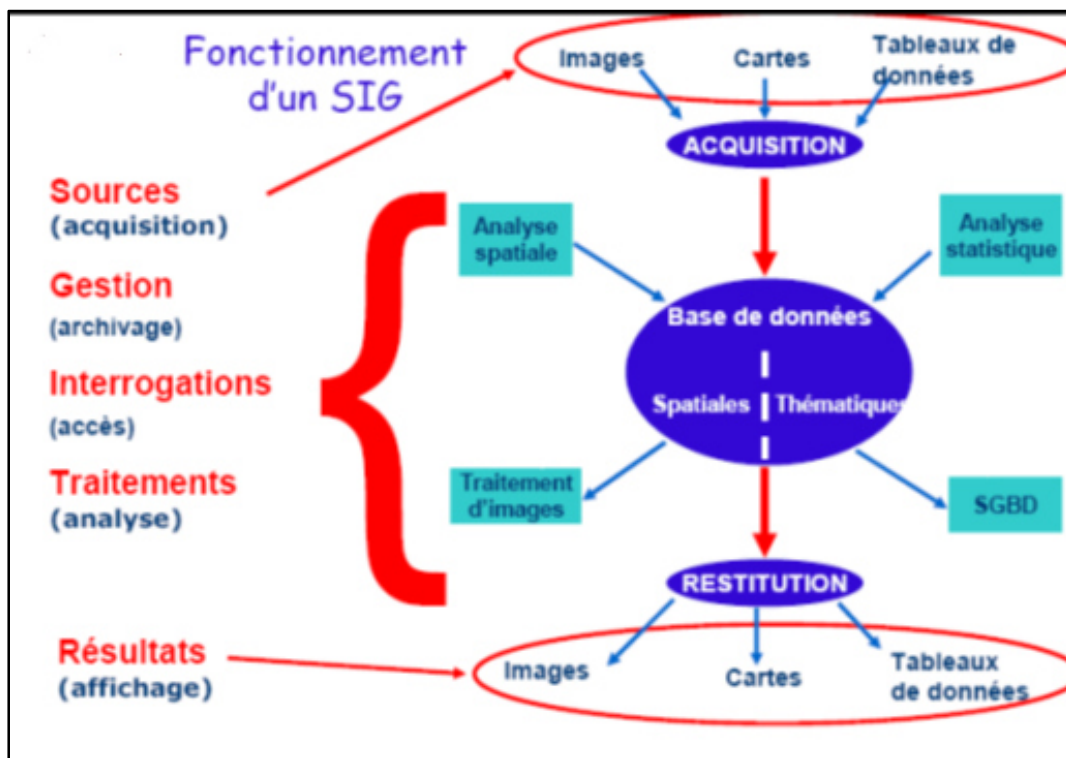 Fonctionnement
d'un SIG
Images
Cartes
Tableaux de
données
ACQUISITION
Sources
(acquisition)
Gestion
(archivage)
Interrogations
(accès)
Traitements
(analyse)
Analyse
spatiale
Analyse
statistique
Base de données
Spatiales
Thématiques
Traitement
d'images
SGBD
RESTITUTION
Résultats
(affichage)
Images
Cartes
Tableaux
de données